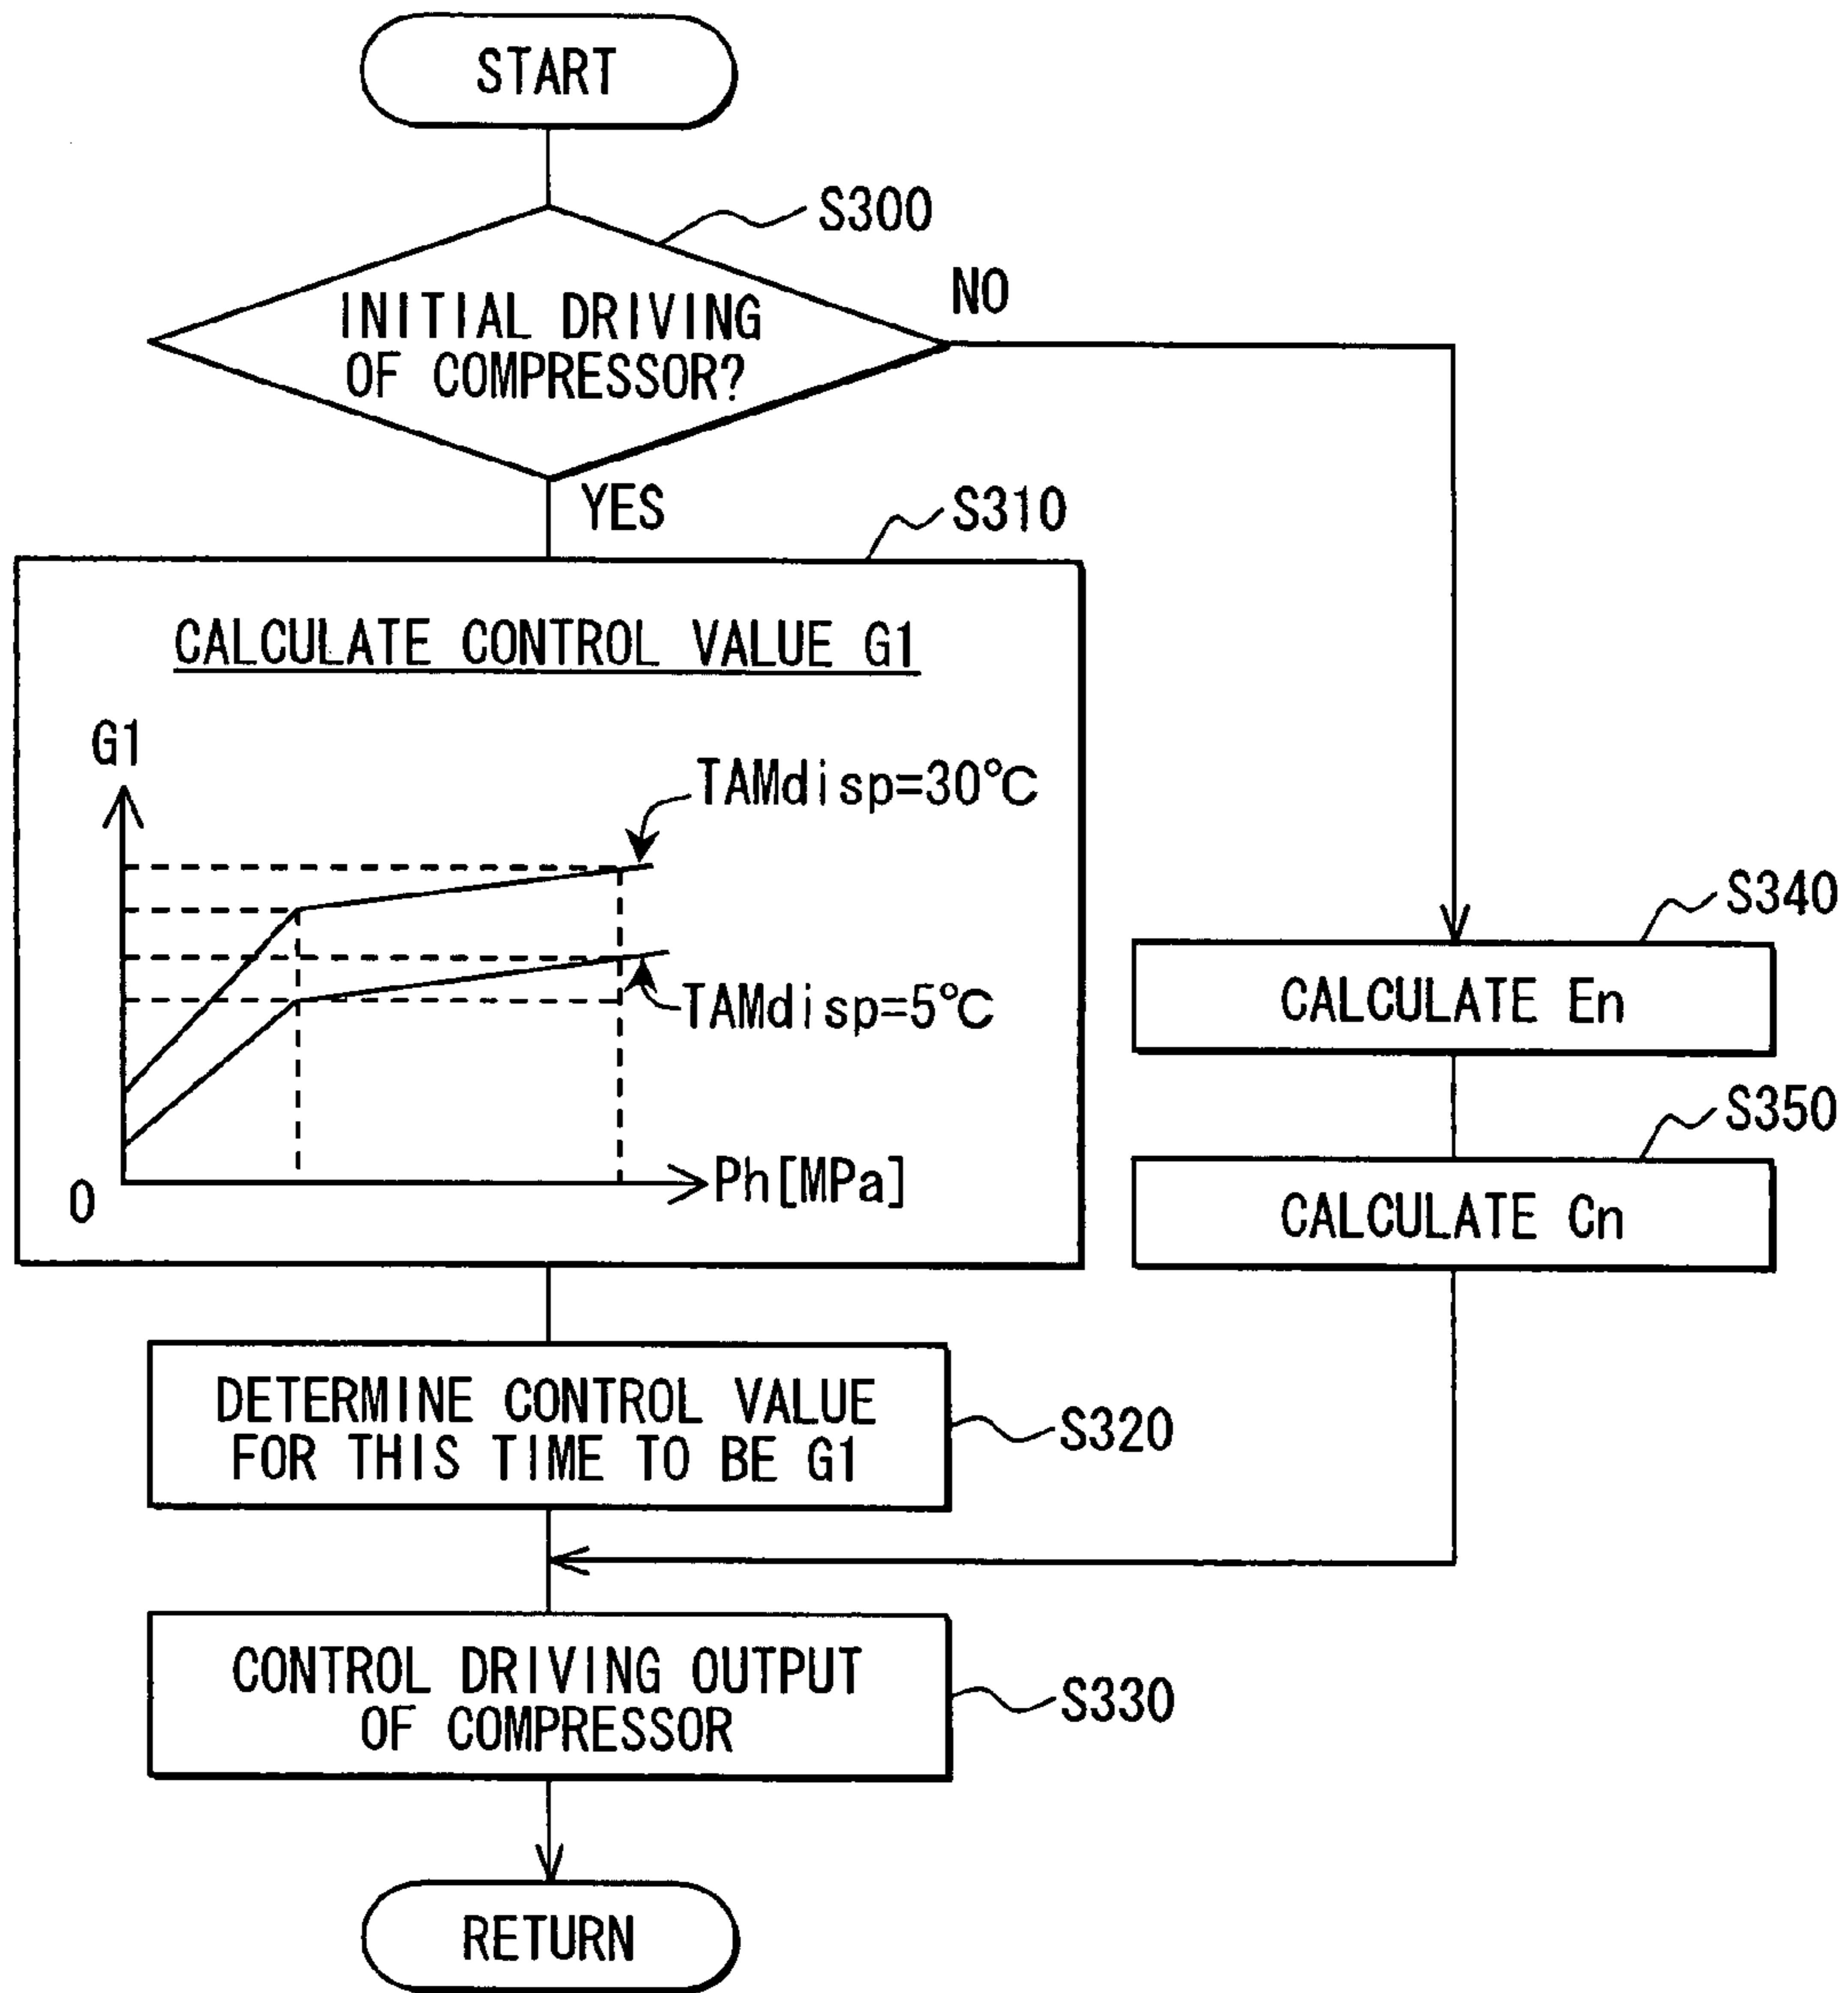 START
S300
INITIAL DRIVING
OF COMPRESSOR?
NO
YES
S310
CALCULATE CONTROL VALUE G1
G1
TAMdisp=30°C
TAMdisp=5°C
0
Ph[MPa]
S340
CALCULATE En
S350
CALCULATE Cn
DETERMINE CONTROL VALUE
FOR THIS TIME TO BE G1
S320
CONTROL DRIVING OUTPUT
OF COMPRESSOR
S330
RETURN